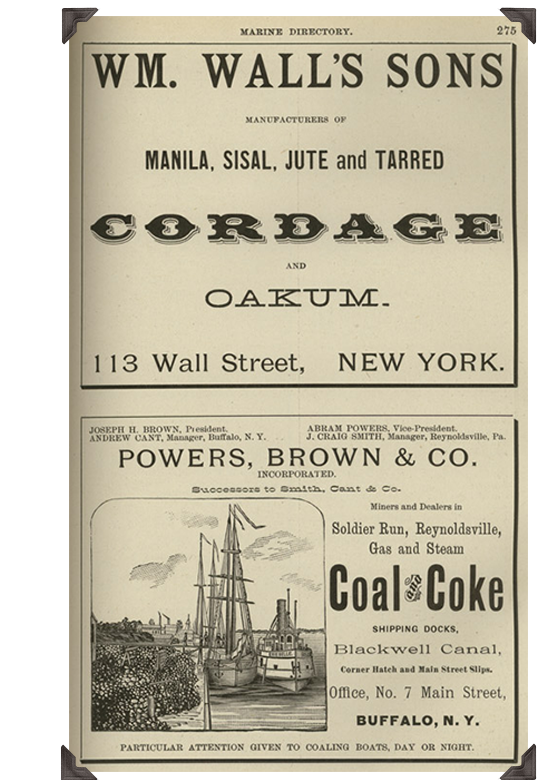 MARINE DIRECTORY. 275
WM. WALL'S SONS
MANUFACTURERS OF
MANILA, SISAL, JUTE and TARRED
CORDAGE
AND
OAKUM.
113 Wall Street, NEW YORK.
JOSEPH H. BROWN, President. ABRAM POWERS, Vice-President.
ANDREW CANT, Manager, Buffalo, N. Y. J. CRAIG SMITH, Manager, Reynoldsville, Pa.
POWERS, BROWN & CO.
INCORPORATED.
Successors to Smith, Cant & Co.
Miners and Dealers in
Soldier Run, Reynoldsville,
Gas and Steam
Coal and Coke
SHIPPING DOCKS,
Blackwell Canal,
Corner Hatch and Main Street Slips.
Office, No. 7 Main Street,
BUFFALO, N. Y.
PARTICULAR ATTENTION GIVEN TO COALING BOATS, DAY OR NIGHT.